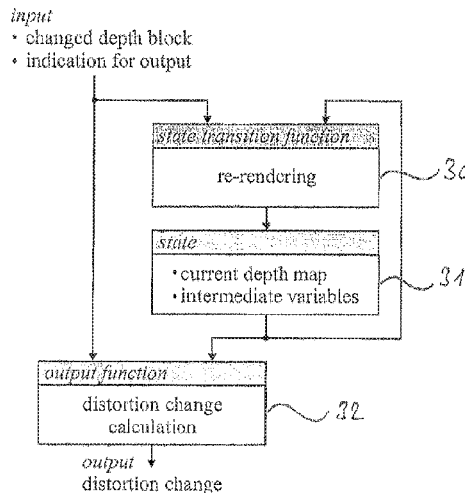 input
• changed depth block
• indication for output
state transition function
re-rendering
30
state
• current depth map
• intermediate variables
31
output function
distortion change
calculation
32
output
distortion change